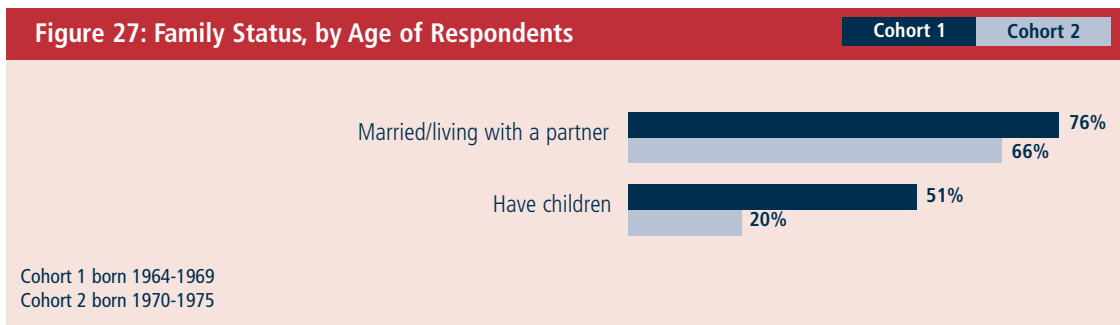 Figure 27: Family Status, by Age of Respondents
Cohort 1
Cohort 2
Married/living with a partner
76%
66%
Have children
51%
20%
Cohort 1 born 1964-1969
Cohort 2 born 1970-1975